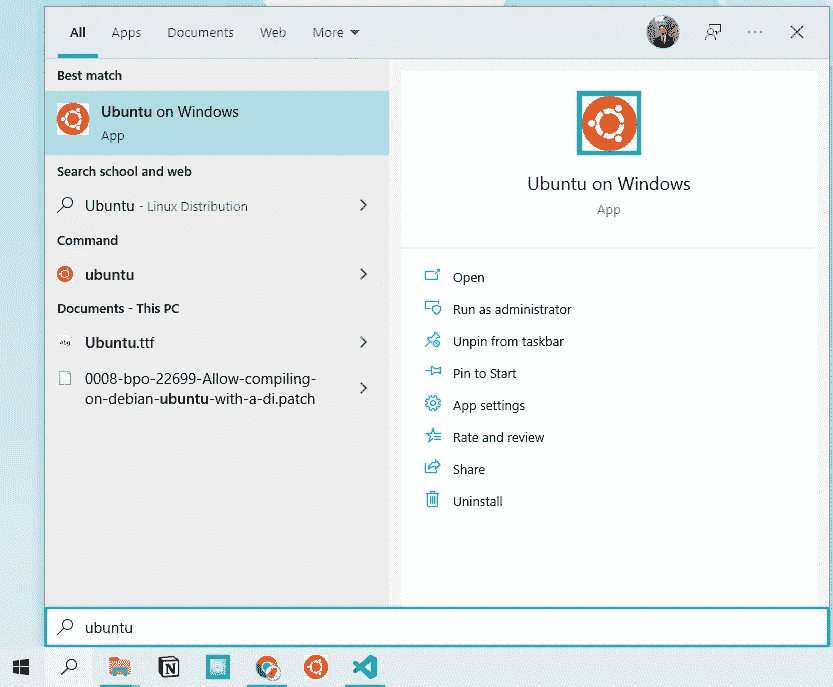 All Apps Documents Web More
Best match
Ubuntu on Windows
App
Search school and web
Ubuntu - Linux Distribution
Command
ubuntu
Documents - This PC
Ubuntu.ttf
0008-bpo-22699-Allow-compiling-
on-debian-ubuntu-with-a-di.patch
Ubuntu on Windows
App
Open
Run as administrator
Unpin from taskbar
Pin to Start
App settings
Rate and review
Share
Uninstall
ubuntu